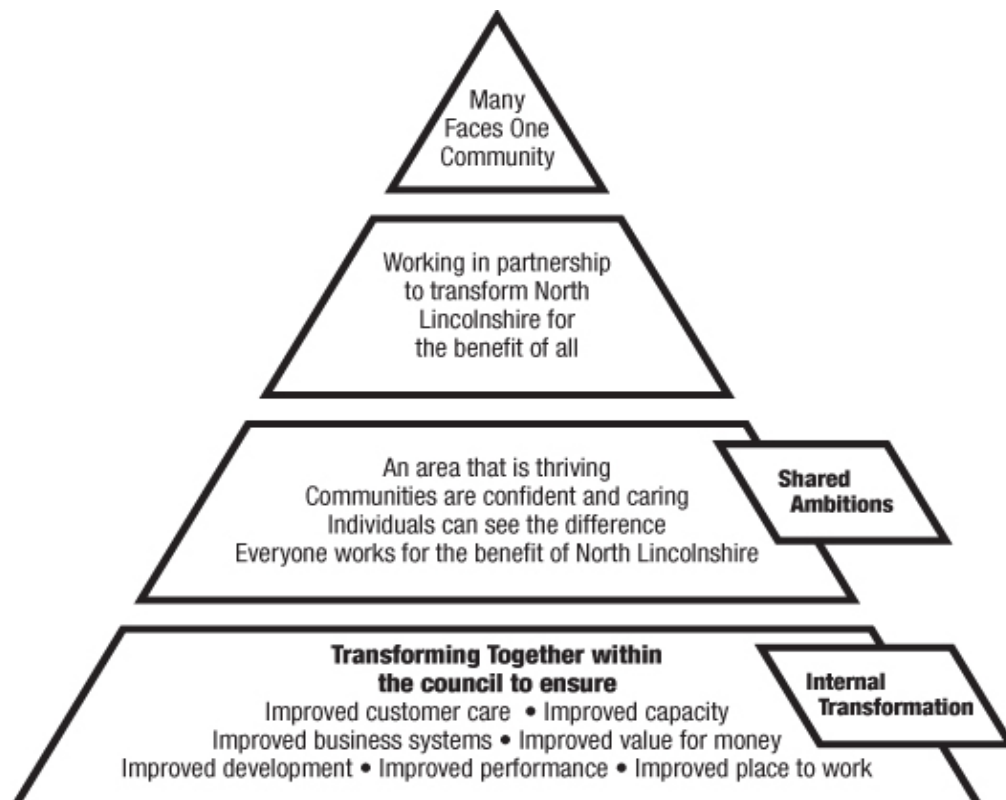 Many
Faces One
Community
Working in partnership
to transform North
Lincolnshire for
the benefit of all
An area that is thriving
Communities are confident and caring
Individuals can see the difference
Everyone works for the benefit of North Lincolnshire
Shared
Ambitions
Transforming Together within
the council to ensure
Improved customer care • Improved capacity
Improved business systems • Improved value for money
Improved development • Improved performance • Improved place to work
Internal
Transformation